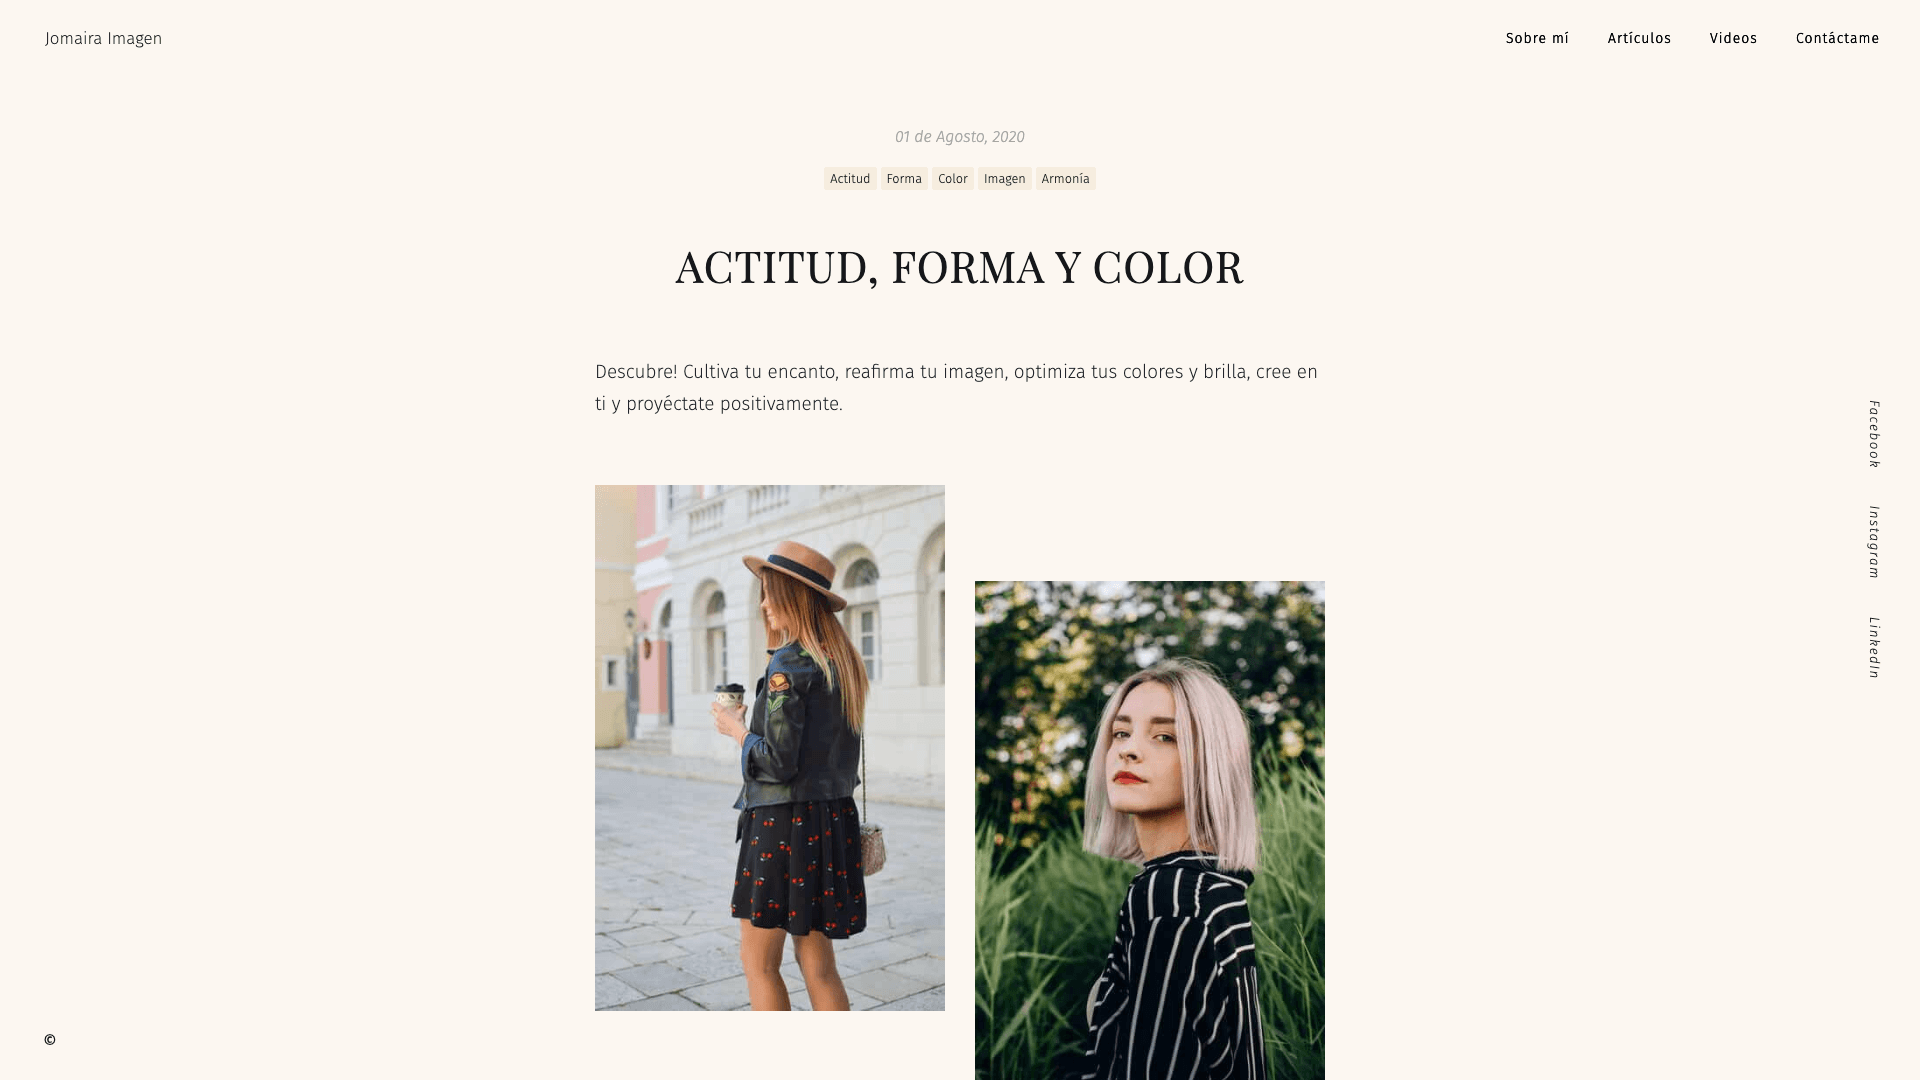 Jomaira Imagen
Sobre mí
Artículos
Videos
Contáctame
01 de Agosto, 2020
Actitud
Forma
Color
Imagen
Armonía
ACTITUD, FORMA Y COLOR
Descubre! Cultiva tu encanto, reafirma tu imagen, optimiza tus colores y brilla, cree en
ti y proyéctate positivamente.
Facebook
Instagram
LinkedIn
©